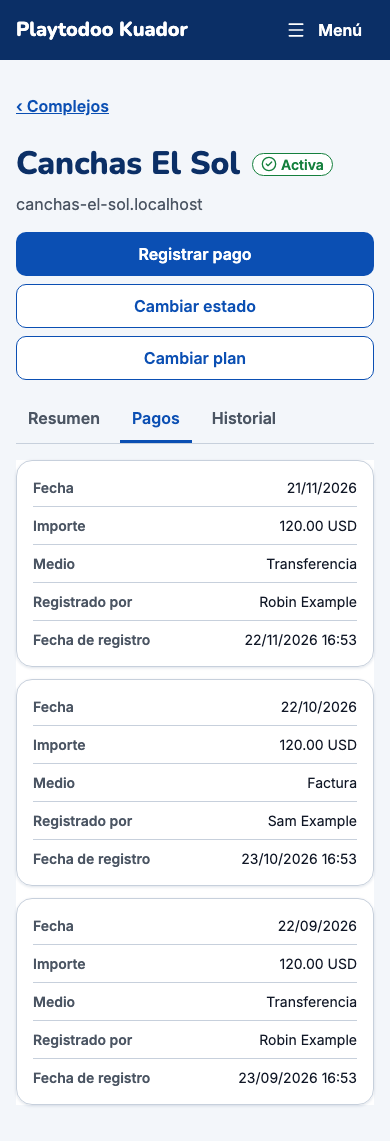 Playtodoo Kuador
Menú
‹ Complejos
Canchas El Sol
Activa
canchas-el-sol.localhost
Registrar pago
Cambiar estado
Cambiar plan
Resumen Pagos Historial
Fecha 21/11/2026
Importe 120.00 USD
Medio Transferencia
Registrado por Robin Example
Fecha de registro 22/11/2026 16:53
Fecha 22/10/2026
Importe 120.00 USD
Medio Factura
Registrado por Sam Example
Fecha de registro 23/10/2026 16:53
Fecha 22/09/2026
Importe 120.00 USD
Medio Transferencia
Registrado por Robin Example
Fecha de registro 23/09/2026 16:53